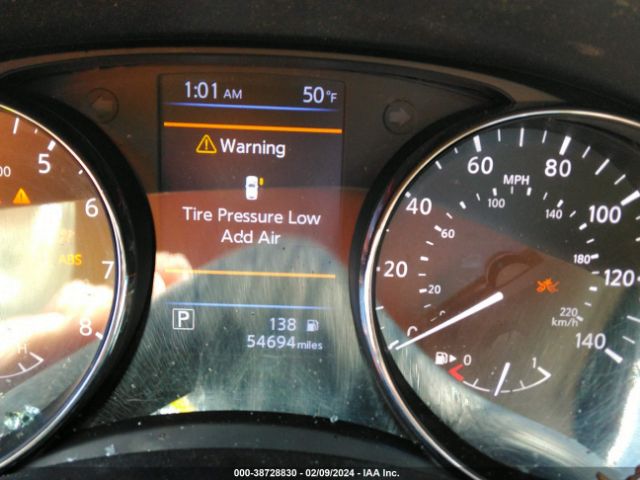 1:01 AM 50°F
Warning
Tire Pressure Low
Add Air
P 138
54694 miles
5
6
7
8
00
ABS
H
0 20 40 60 80 100 120 140
MPH
20 60 100 140 180 220
km/h
0 1
000-38728830 - 02/09/2024 - IAA Inc.